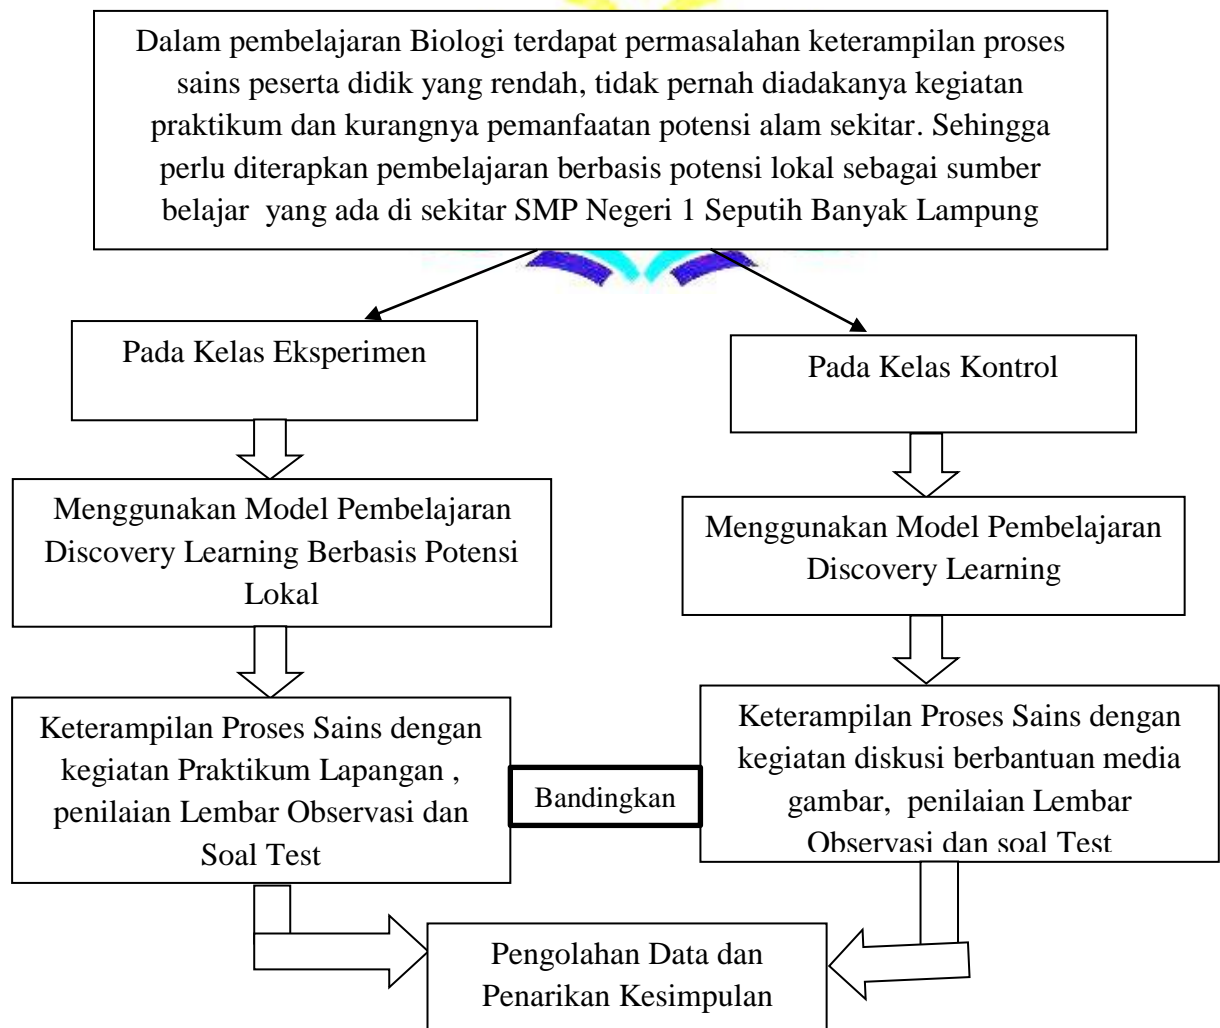 Dalam pembelajaran Biologi terdapat permasalahan keterampilan proses
sains peserta didik yang rendah, tidak pernah diadakanya kegiatan
praktikum dan kurangnya pemanfaatan potensi alam sekitar. Sehingga
perlu diterapkan pembelajaran berbasis potensi lokal sebagai sumber
belajar yang ada di sekitar SMP Negeri 1 Seputih Banyak Lampung
Pada Kelas Eksperimen
Pada Kelas Kontrol
Menggunakan Model Pembelajaran
Discovery Learning Berbasis Potensi
Lokal
Menggunakan Model Pembelajaran
Discovery Learning
Keterampilan Proses Sains dengan
kegiatan Praktikum Lapangan ,
penilaian Lembar Observasi dan
Soal Test
Bandingkan
Keterampilan Proses Sains dengan
kegiatan diskusi berbantuan media
gambar, penilaian Lembar
Observasi dan soal Test
Pengolahan Data dan
Penarikan Kesimpulan